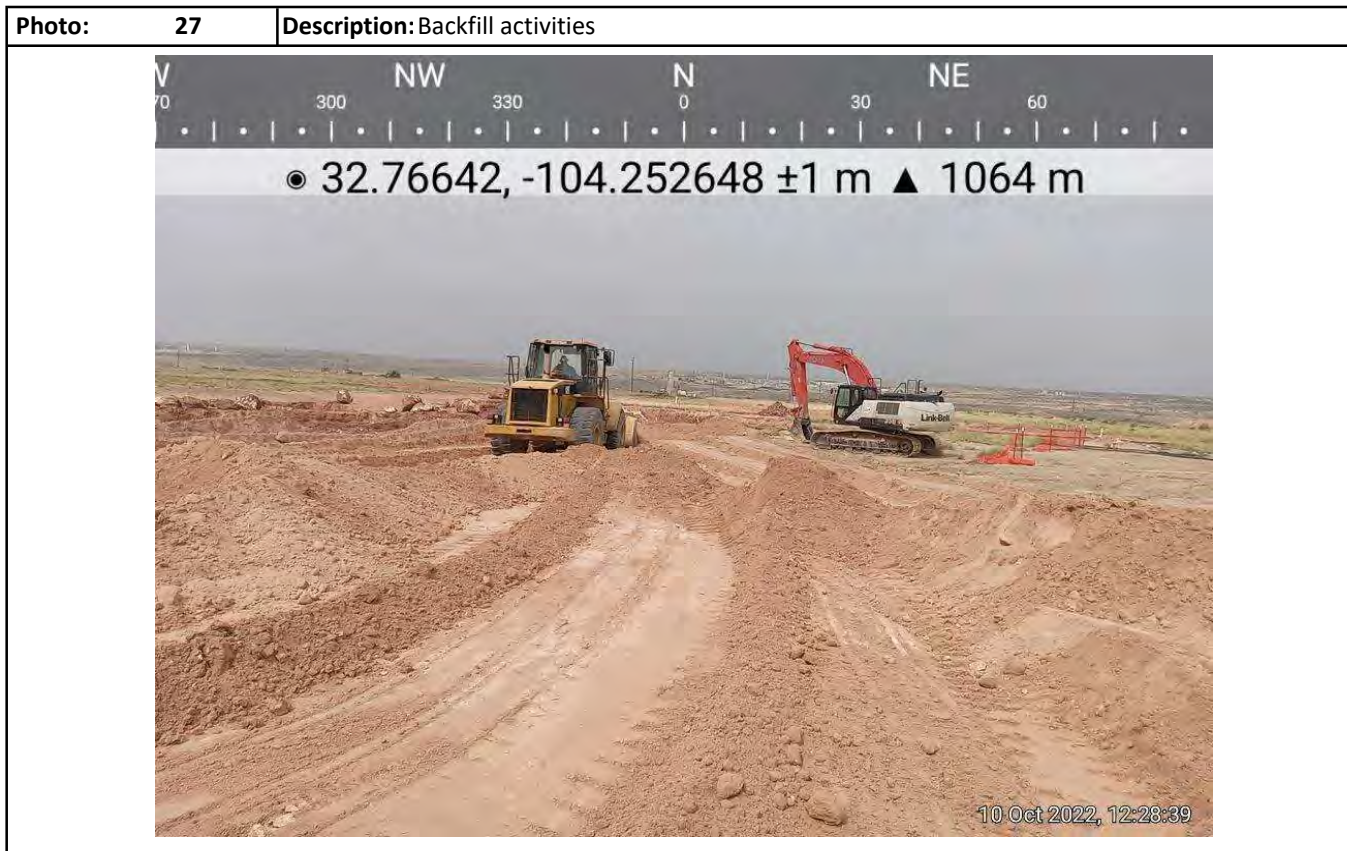 Photo: 27 Description: Backfill activities
NW N NE
300 330 0 30 60
32.76642, -104.252648 ±1 m ▲ 1064 m
Link-Belt
10 Oct 2022, 12:28:39